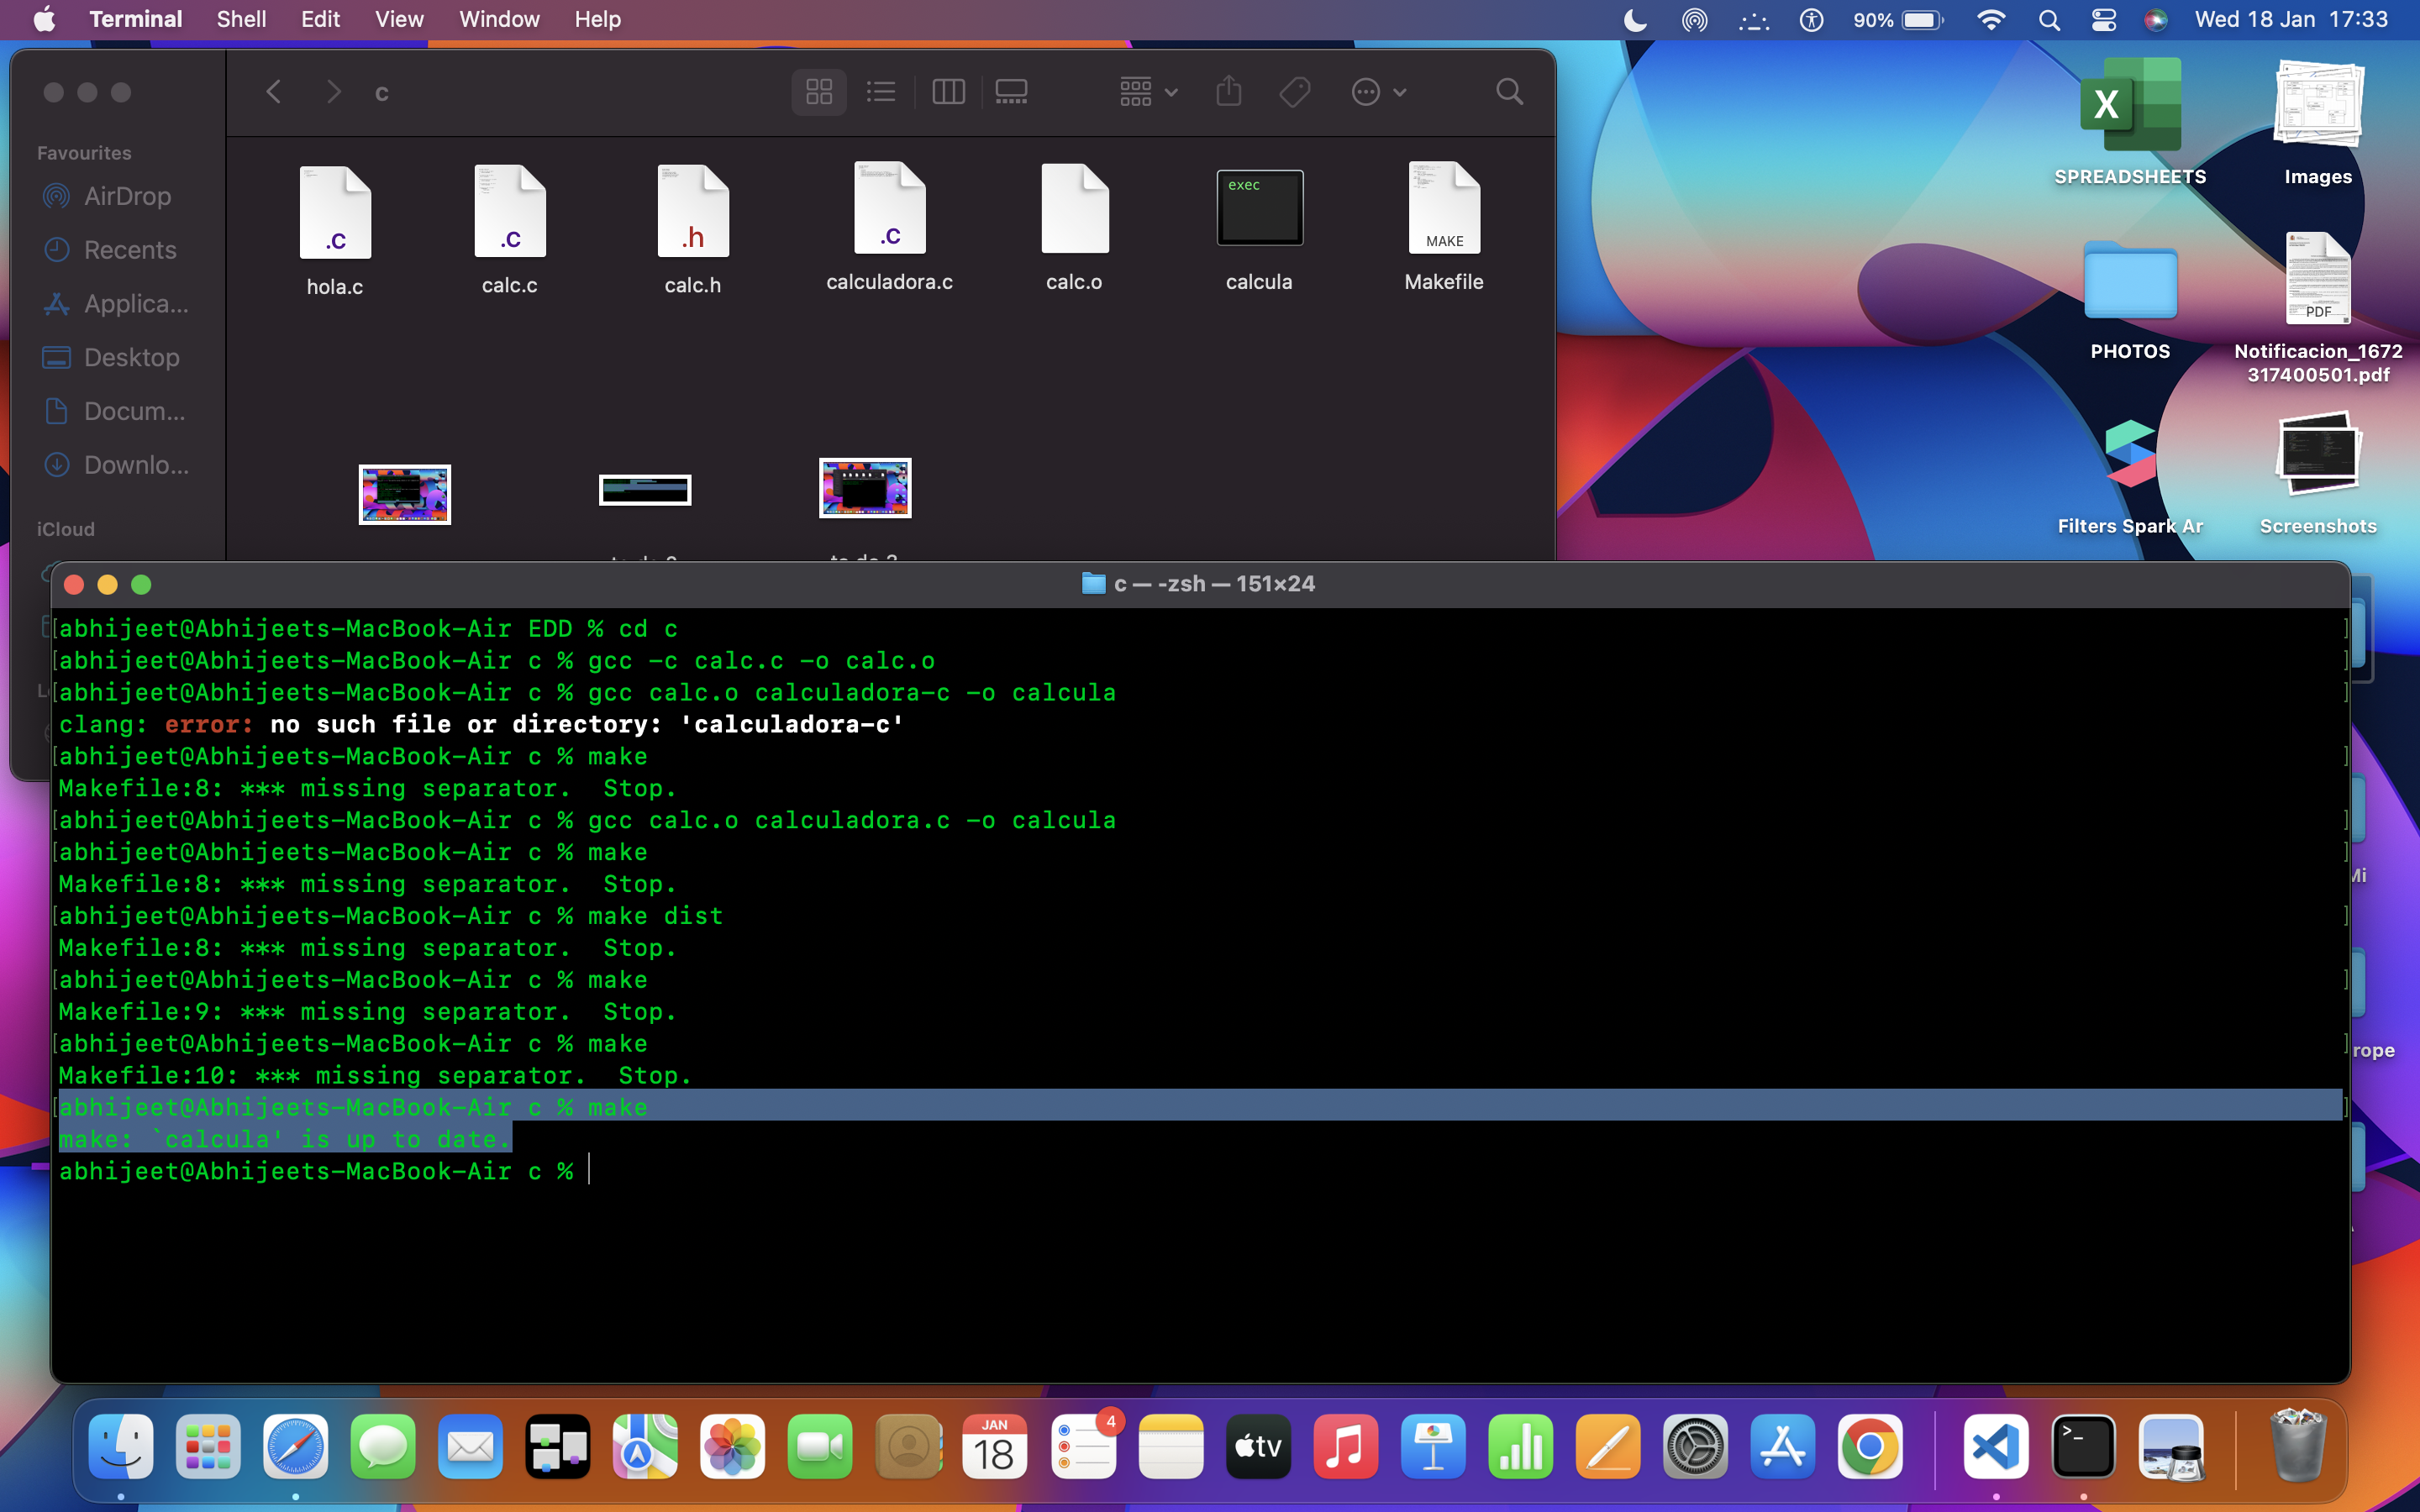 Terminal Shell Edit View Window Help 90% Wed 18 Jan 17:33
c
Favourites
AirDrop
Recents
Applica...
Desktop
Docum...
Downlo...
iCloud
.c
hola.c
.c
calc.c
.h
calc.h
.c
calculadora.c
calc.o
exec
calcula
MAKE
Makefile
SPREADSHEETS
Images
PHOTOS
PDF
Notificacion_1672
317400501.pdf
Filters Spark Ar
Screenshots
Mi
rope
c — -zsh — 151×24
abhijeet@Abhijeets-MacBook-Air EDD % cd c
abhijeet@Abhijeets-MacBook-Air c % gcc -c calc.c -o calc.o
abhijeet@Abhijeets-MacBook-Air c % gcc calc.o calculadora-c -o calcula
clang: error: no such file or directory: 'calculadora-c'
abhijeet@Abhijeets-MacBook-Air c % make
Makefile:8: *** missing separator.  Stop.
abhijeet@Abhijeets-MacBook-Air c % gcc calc.o calculadora.c -o calcula
abhijeet@Abhijeets-MacBook-Air c % make
Makefile:8: *** missing separator.  Stop.
abhijeet@Abhijeets-MacBook-Air c % make dist
Makefile:8: *** missing separator.  Stop.
abhijeet@Abhijeets-MacBook-Air c % make
Makefile:9: *** missing separator.  Stop.
abhijeet@Abhijeets-MacBook-Air c % make
Makefile:10: *** missing separator.  Stop.
abhijeet@Abhijeets-MacBook-Air c % make
make: `calcula' is up to date.
abhijeet@Abhijeets-MacBook-Air c %
JAN
18
4
tv
>_